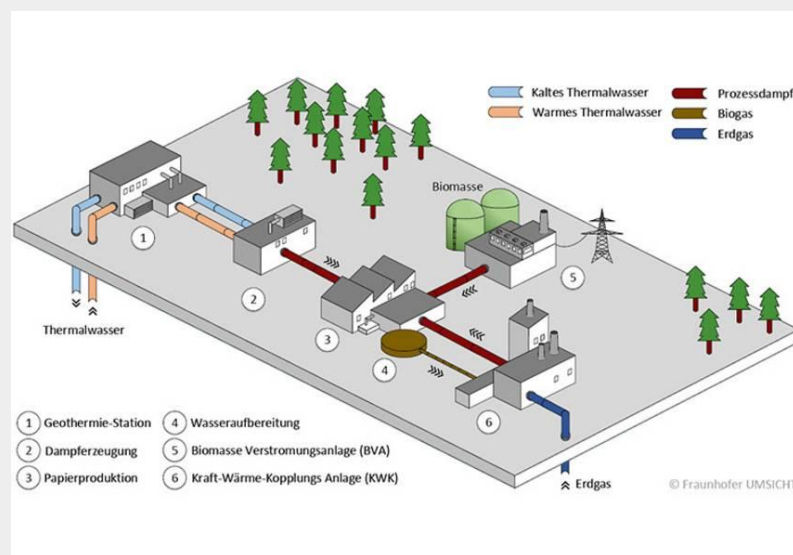 Kaltes Thermalwasser
Warmes Thermalwasser
Prozessdampf
Biogas
Erdgas
Biomasse
1
2
3
4
5
6
Thermalwasser
Erdgas
1 Geothermie-Station
2 Dampferzeugung
3 Papierproduktion
4 Wasseraufbereitung
5 Biomasse Verstromungsanlage (BVA)
6 Kraft-Wärme-Kopplungs Anlage (KWK)
© Fraunhofer UMSICHT